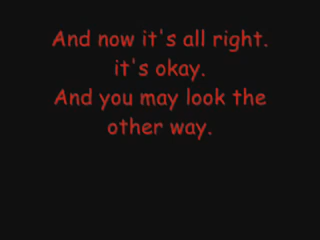 And now it's all right.
it's okay.
And you may look the
other way.